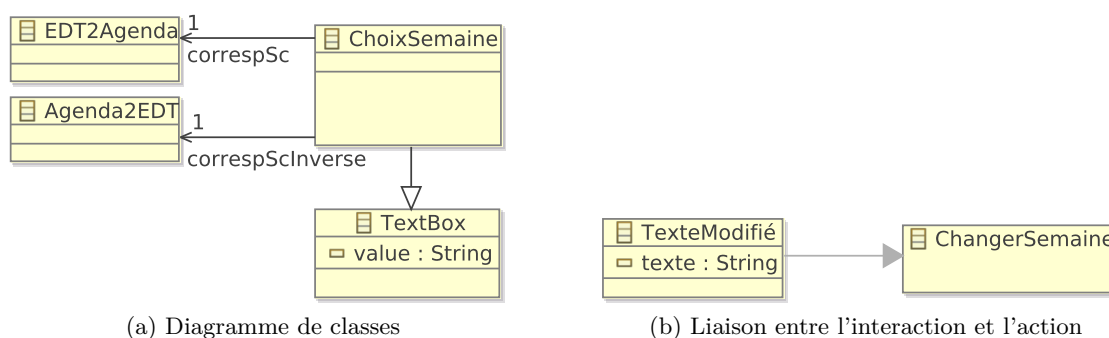 EDT2Agenda
1
correspSc
ChoixSemaine
Agenda2EDT
1
correspScInverse
TextBox
value : String
(a) Diagramme de classes
TexteModifié
texte : String
ChangerSemaine
(b) Liaison entre l'interaction et l'action